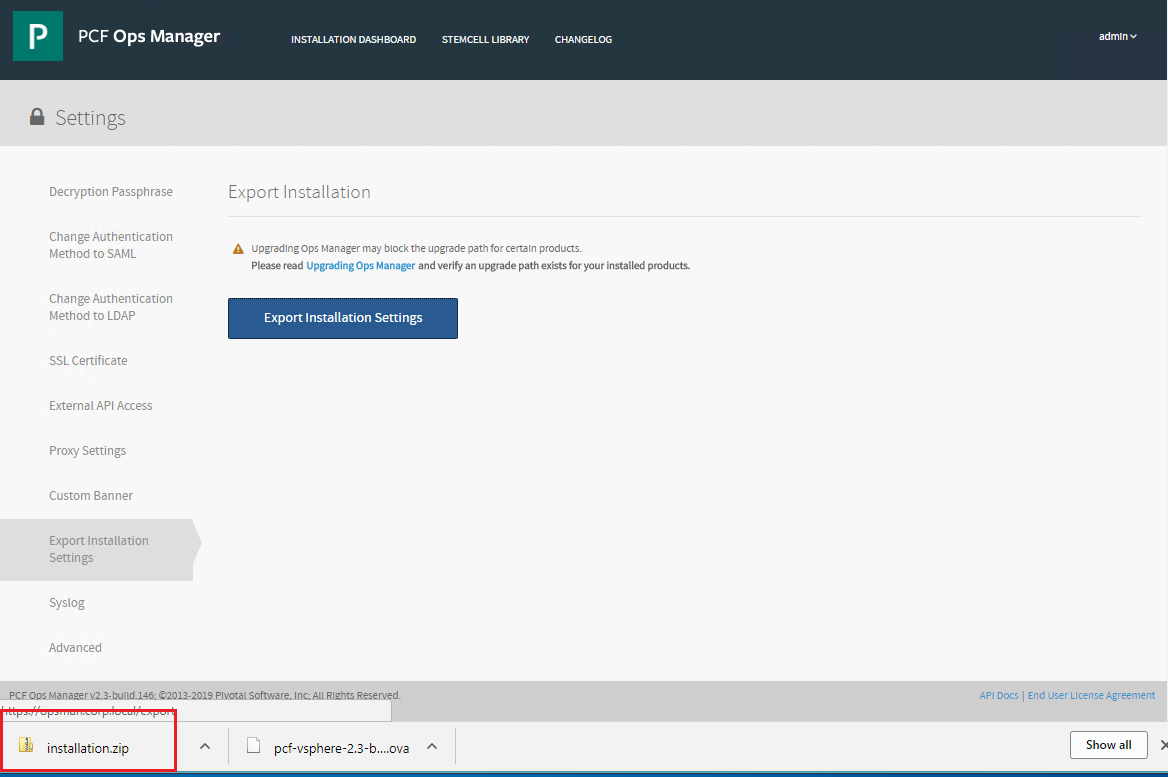 P PCF Ops Manager INSTALLATION DASHBOARD STEMCELL LIBRARY CHANGELOG admin
Settings
Decryption Passphrase
Change Authentication
Method to SAML
Change Authentication
Method to LDAP
SSL Certificate
External API Access
Proxy Settings
Custom Banner
Export Installation
Settings
Syslog
Advanced
Export Installation
Upgrading Ops Manager may block the upgrade path for certain products.
Please read Upgrading Ops Manager and verify an upgrade path exists for your installed products.
Export Installation Settings
PCF Ops Manager v2.3-build.146; ©2013-2019 Pivotal Software, Inc; All Rights Reserved. API Docs | End User License Agreement
https://opsman.corp.local/export
installation.zip pcf-vsphere-2.3-b....ova Show all